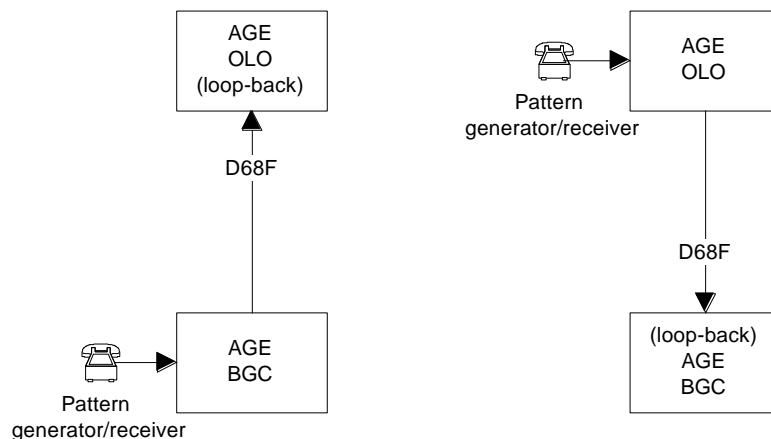 AGE
OLO
(loop-back)
D68F
AGE
BGC
Pattern
generator/receiver
AGE
OLO
Pattern
generator/receiver
D68F
(loop-back)
AGE
BGC